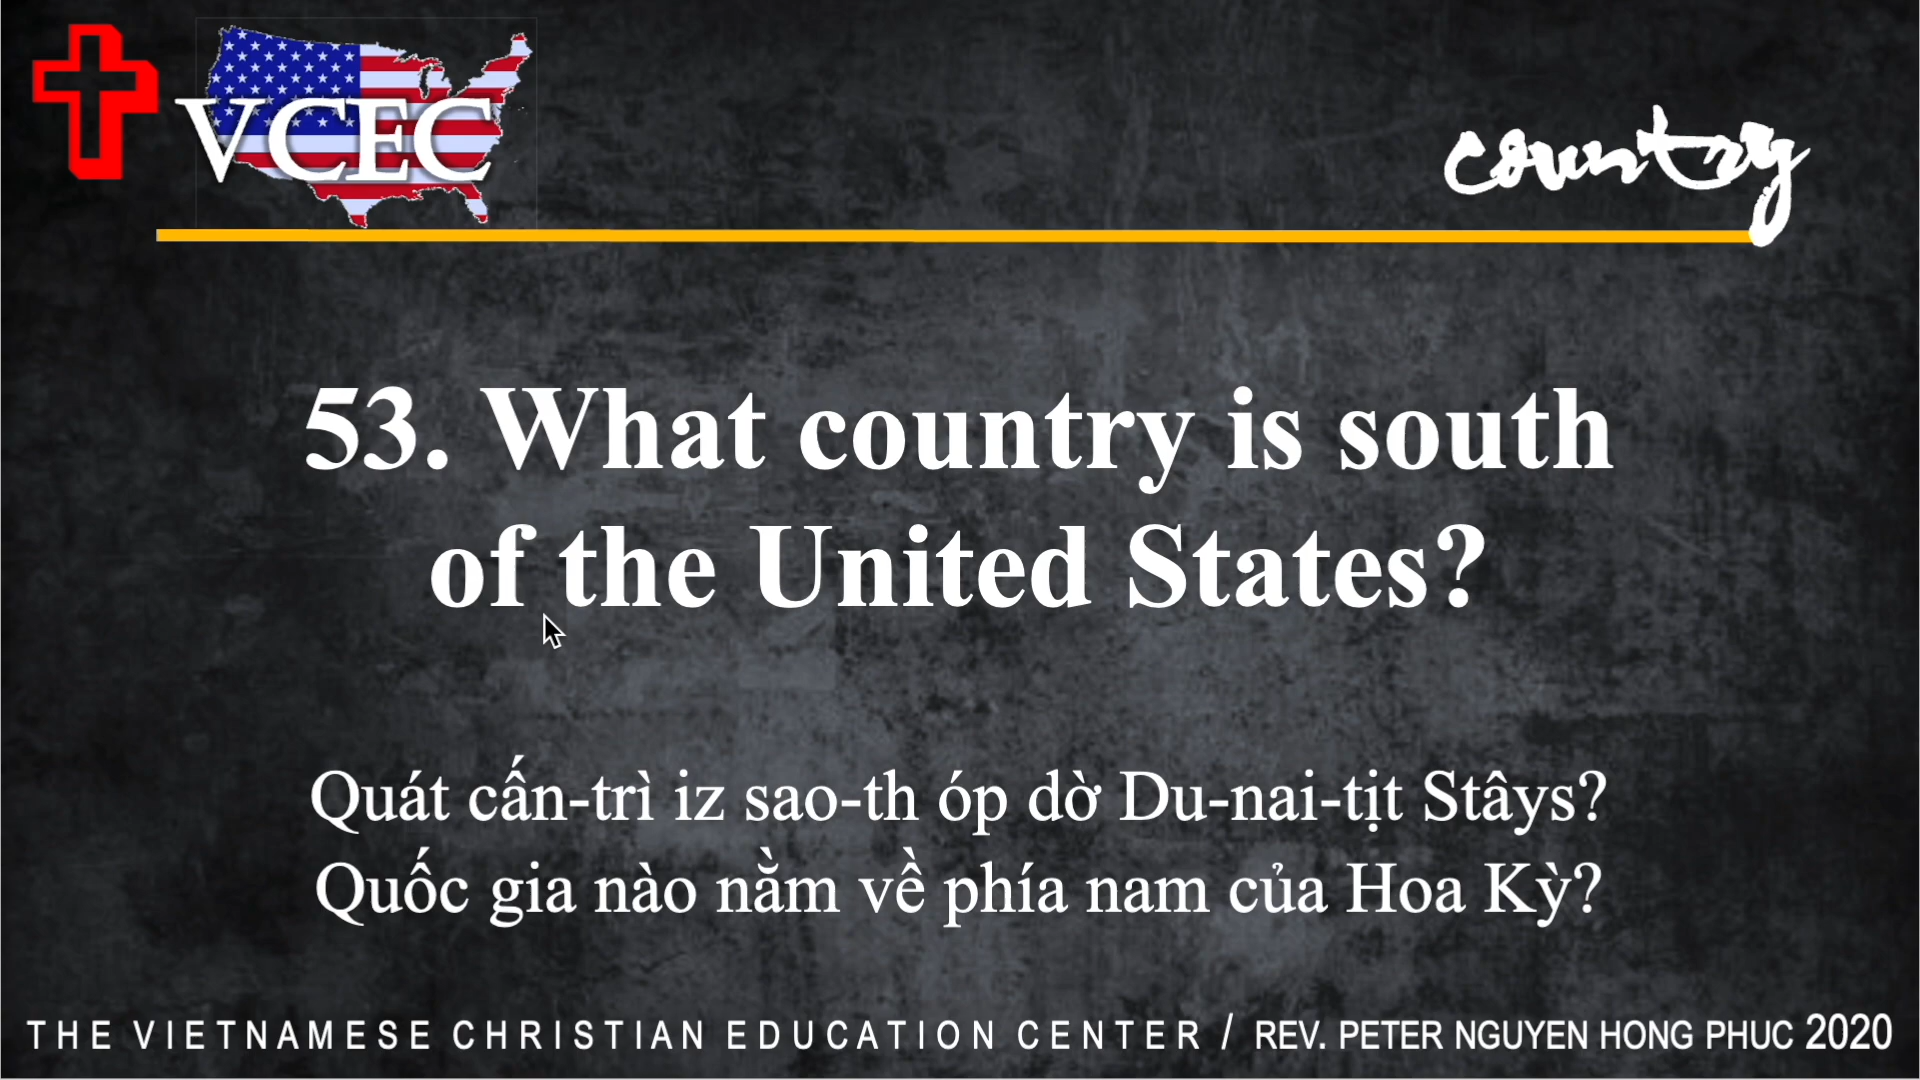 VCEC
country
53. What country is south
of the United States?
Quát cấn-trì iz sao-th óp dờ Du-nai-tịt Stâys?
Quốc gia nào nằm về phía nam của Hoa Kỳ?
THE VIETNAMESE CHRISTIAN EDUCATION CENTER / REV. PETER NGUYEN HONG PHUC 2020